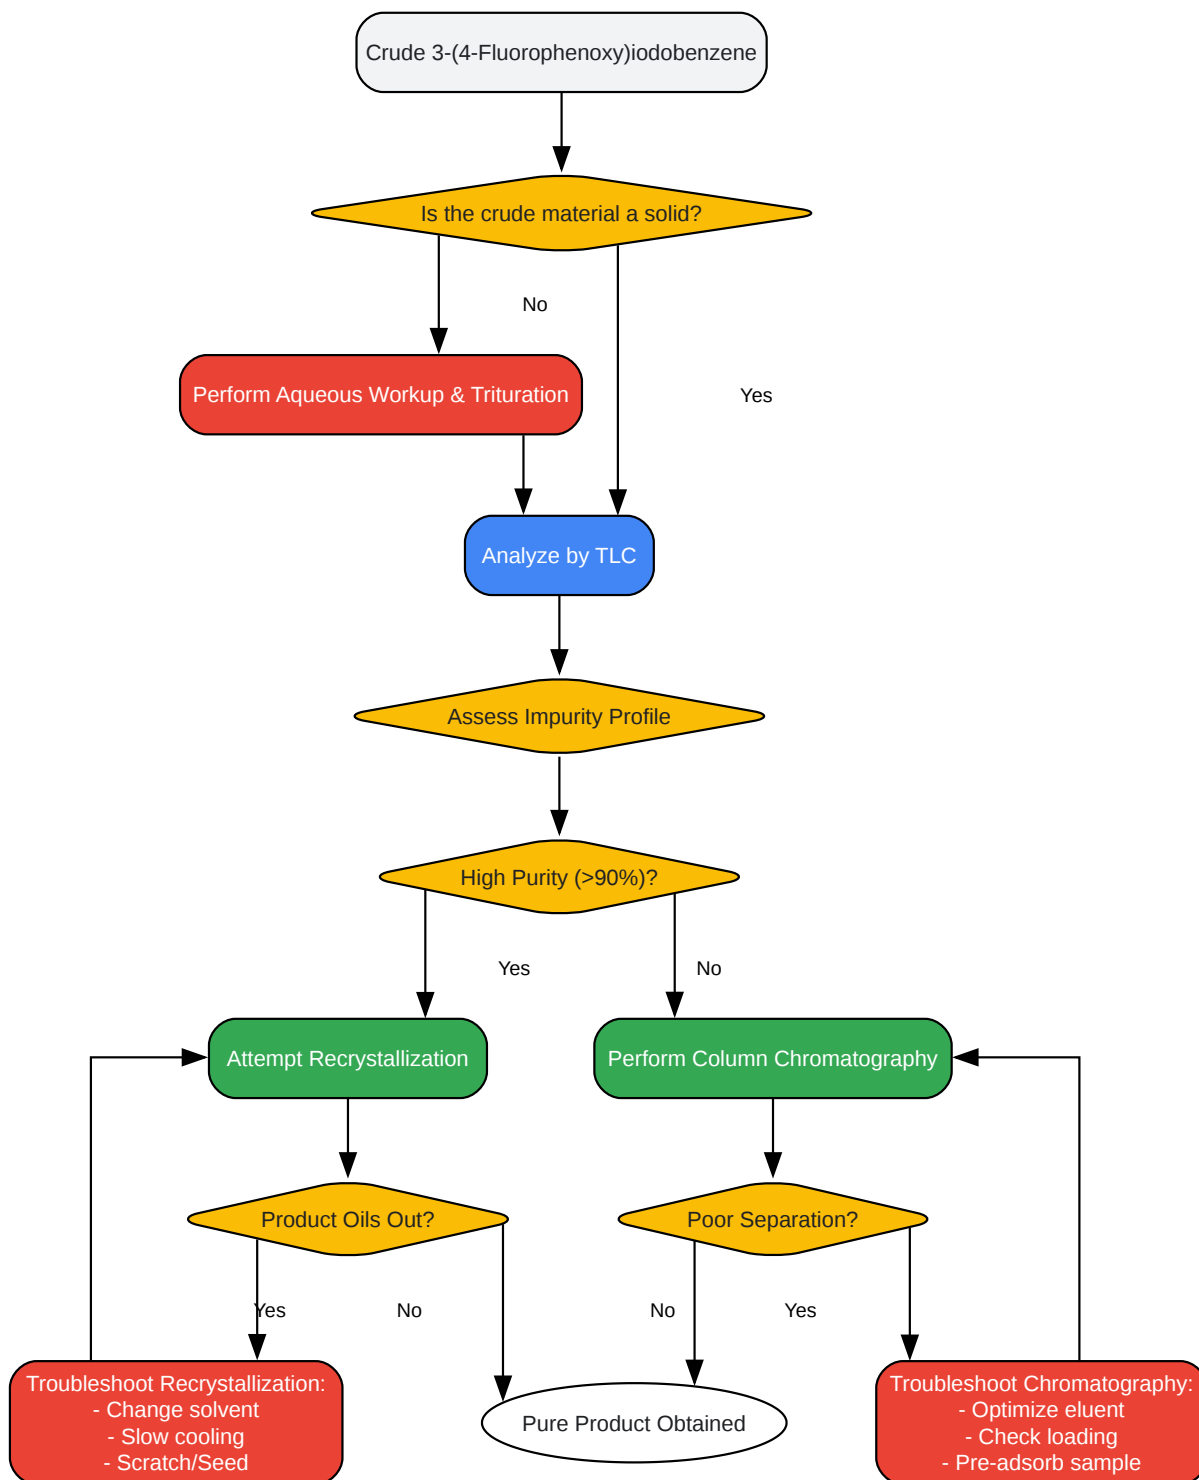 Crude 3-(4-Fluorophenoxy)iodobenzene
Is the crude material a solid?
No
Perform Aqueous Workup & Trituration
Yes
Analyze by TLC
Assess Impurity Profile
High Purity (>90%)?
Yes
No
Attempt Recrystallization
Perform Column Chromatography
Product Oils Out?
Poor Separation?
Yes
No
No
Yes
Troubleshoot Recrystallization:
- Change solvent
- Slow cooling
- Scratch/Seed
Pure Product Obtained
Troubleshoot Chromatography:
- Optimize eluent
- Check loading
- Pre-adsorb sample